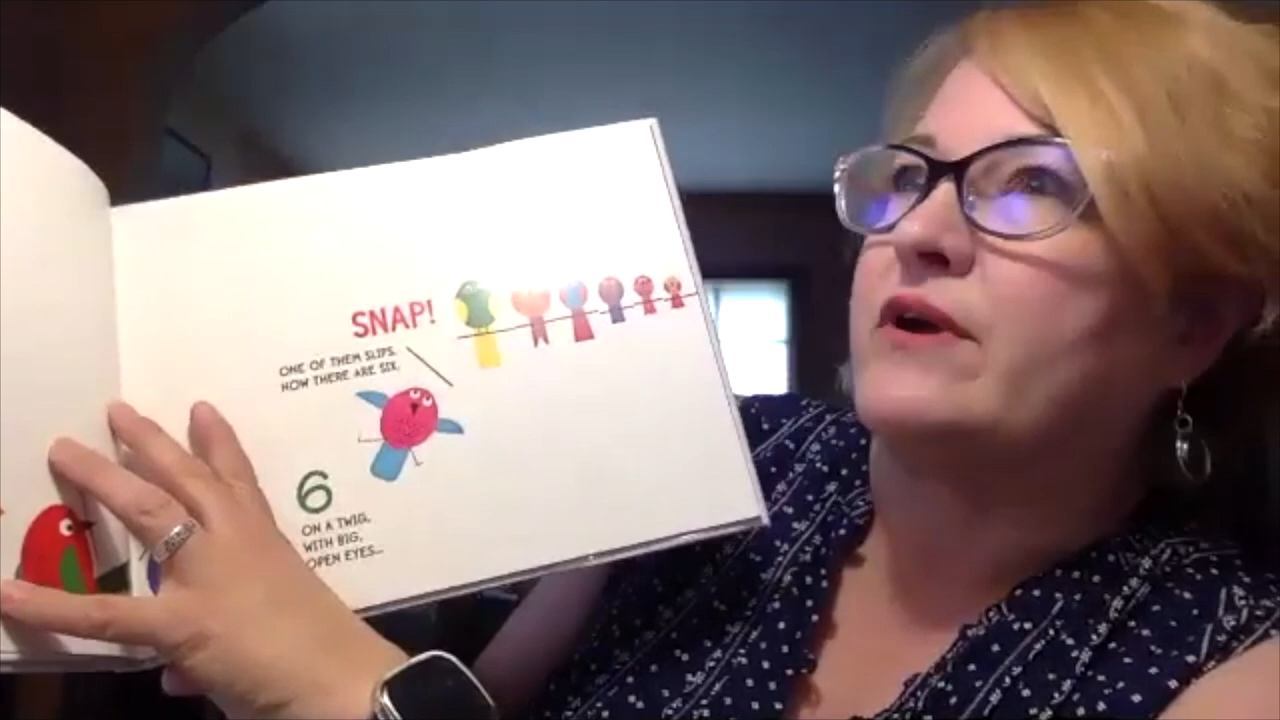 SNAP!
ONE OF THEM SLIPS.
NOW THERE ARE SIX.
6
ON A TWIG,
WITH BIG,
OPEN EYES...